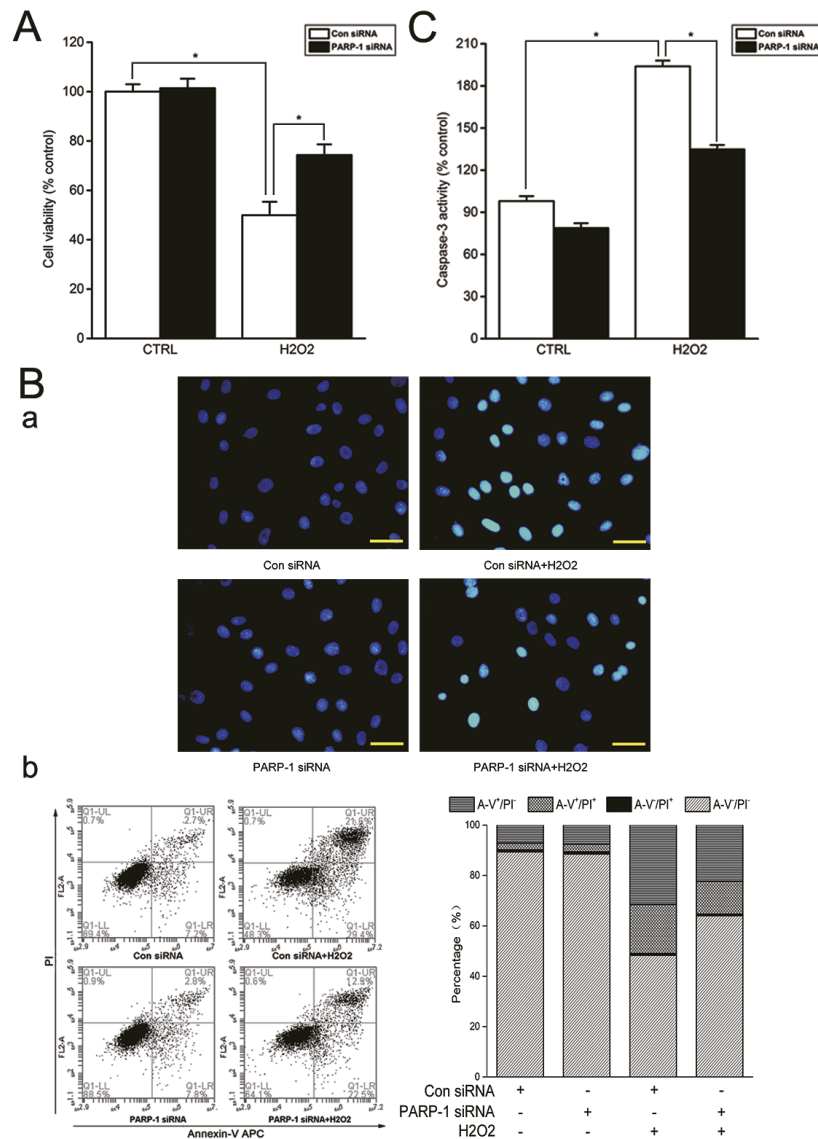 A
Con siRNA
PARP-1 siRNA
Cell viability (% control)
120
100
80
60
40
20
0
*
*
CTRL
H2O2
C
Con siRNA
PARP-1 siRNA
Caspase-3 activity (% control)
210
180
150
120
90
60
30
0
*
*
CTRL
H2O2
B
a
Con siRNA
Con siRNA+H2O2
PARP-1 siRNA
PARP-1 siRNA+H2O2
b
Q1-UL
0.7%
Q1-UR
2.7%
Q1-LL
89.4%
Q1-LR
7.2%
FL2-A
Con siRNA
Q1-UL
0.7%
Q1-UR
Q1-LL
48.3%
Q1-LR
29.4%
FL2-A
Con siRNA+H2O2
PI
Q1-UL
0.9%
Q1-UR
2.8%
Q1-LL
88.5%
Q1-LR
7.8%
FL2-A
PARP-1 siRNA
Q1-UL
0.6%
Q1-UR
Q1-LL
64.1%
Q1-LR
22.5%
FL2-A
PARP-1 siRNA+H2O2
Annexin-V APC
A-V⁺/PI⁻ A-V⁺/PI⁺ A-V⁻/PI⁺ A-V⁻/PI⁻
Percentage (%)
100
80
60
40
20
0
Con siRNA + - + -
PARP-1 siRNA - + - +
H2O2 - - + +